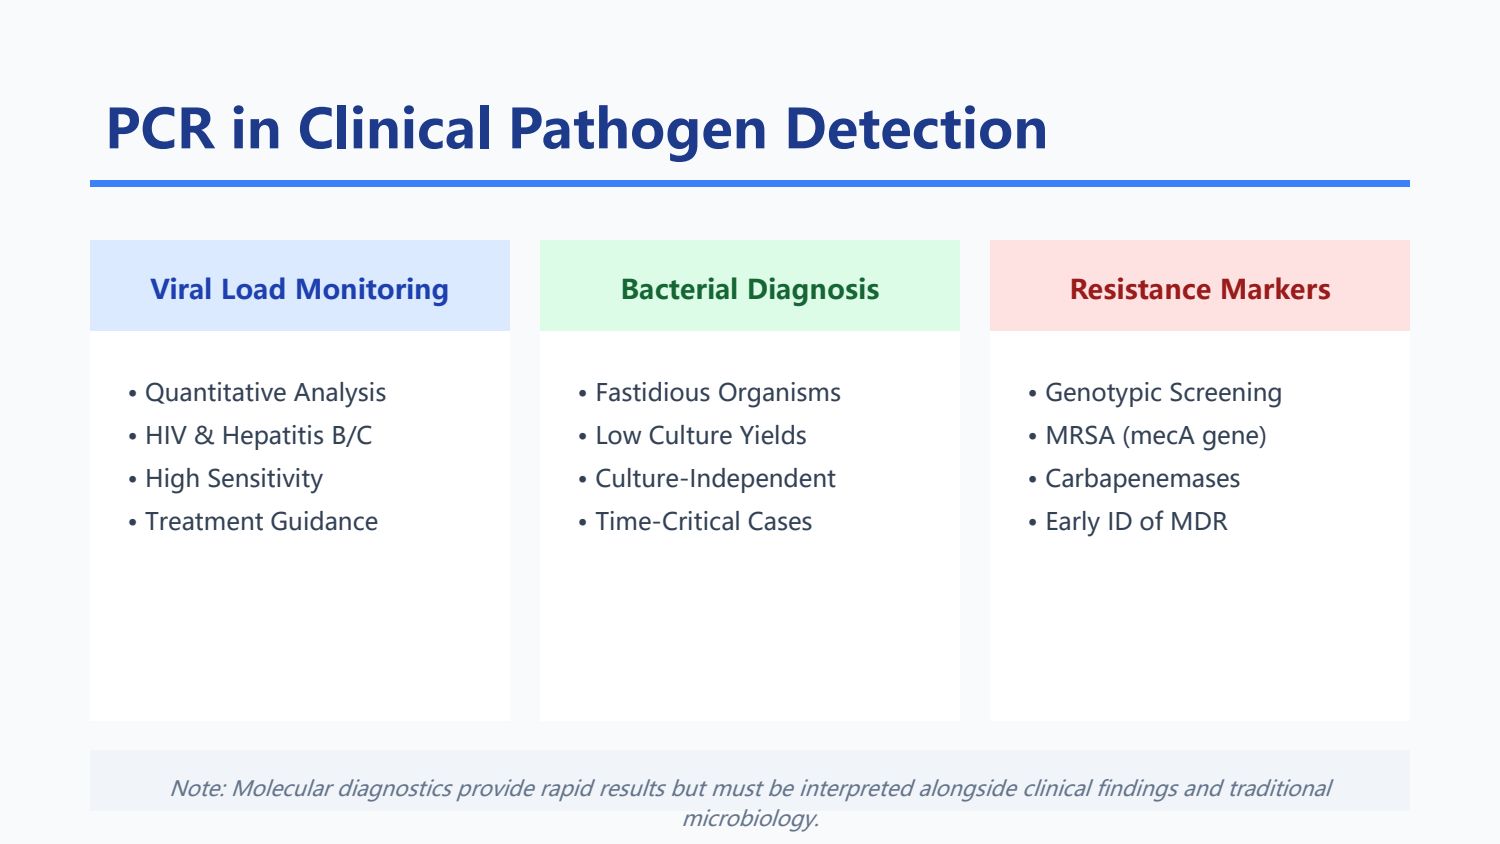 PCR in Clinical Pathogen Detection
Viral Load Monitoring
• Quantitative Analysis
• HIV & Hepatitis B/C
• High Sensitivity
• Treatment Guidance
Bacterial Diagnosis
• Fastidious Organisms
• Low Culture Yields
• Culture-Independent
• Time-Critical Cases
Resistance Markers
• Genotypic Screening
• MRSA (mecA gene)
• Carbapenemases
• Early ID of MDR
Note: Molecular diagnostics provide rapid results but must be interpreted alongside clinical findings and traditional
microbiology.